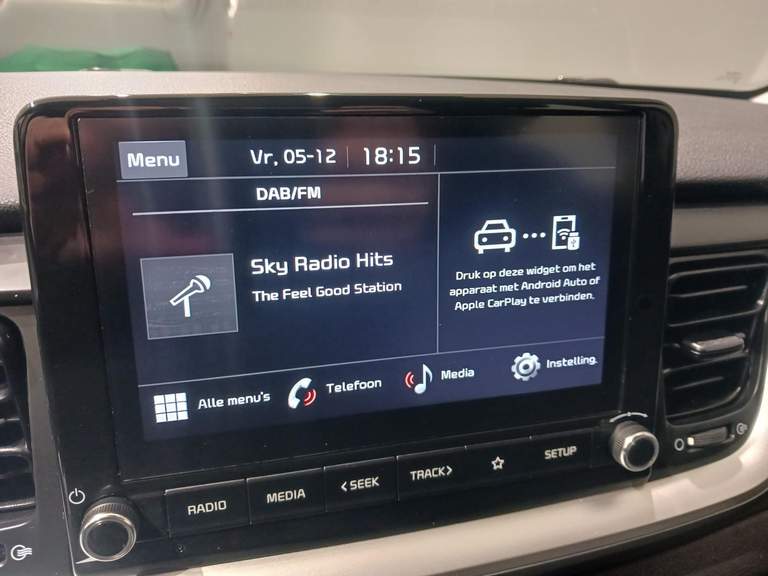 Menu
Vr, 05-12 18:15
DAB/FM
Sky Radio Hits
The Feel Good Station
Druk op deze widget om het
apparaat met Android Auto of
Apple CarPlay te verbinden.
Alle menu's
Telefoon
Media
Instelling.
RADIO
MEDIA
<SEEK
TRACK>
SETUP